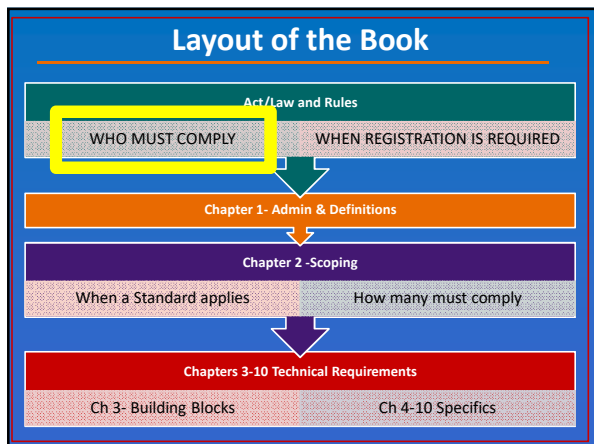 Layout of the Book
Act/Law and Rules
WHO MUST COMPLY
WHEN REGISTRATION IS REQUIRED
Chapter 1- Admin & Definitions
Chapter 2 -Scoping
When a Standard applies
How many must comply
Chapters 3-10 Technical Requirements
Ch 3- Building Blocks
Ch 4-10 Specifics